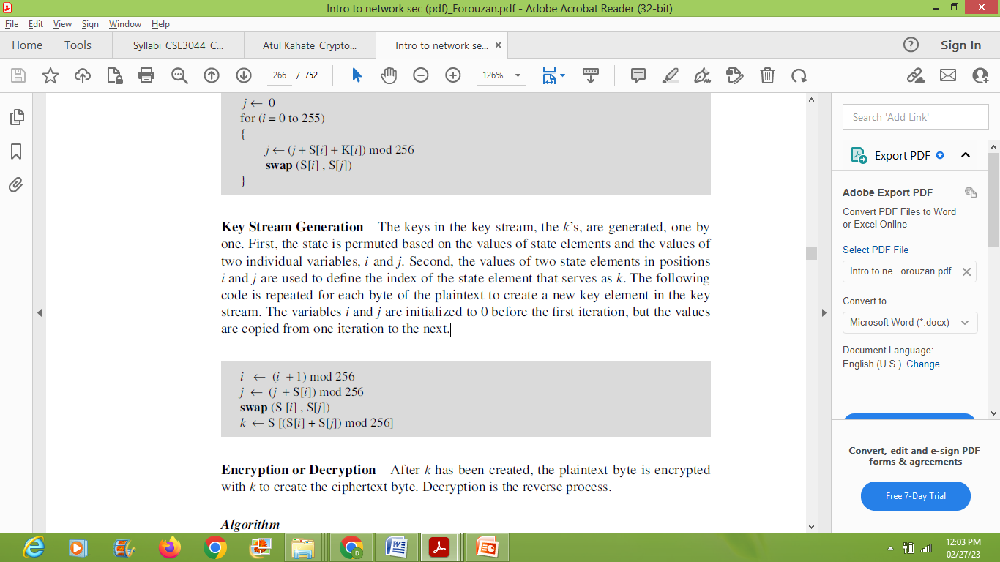 Intro to network sec (pdf)_Forouzan.pdf - Adobe Acrobat Reader (32-bit)
File Edit View Sign Window Help
Home Tools Syllabi_CSE3044_C... Atul Kahate_Crypto... Intro to network se... × Sign In
266 / 752 126%
j ← 0
for (i = 0 to 255)
{
j ← (j + S[i] + K[i]) mod 256
swap (S[i] , S[j])
}
Key Stream Generation The keys in the key stream, the k’s, are generated, one by
one. First, the state is permuted based on the values of state elements and the values of
two individual variables, i and j. Second, the values of two state elements in positions
i and j are used to define the index of the state element that serves as k. The following
code is repeated for each byte of the plaintext to create a new key element in the key
stream. The variables i and j are initialized to 0 before the first iteration, but the values
are copied from one iteration to the next.
i ← (i + 1) mod 256
j ← (j + S[i]) mod 256
swap (S [i] , S[j])
k ← S [(S[i] + S[j]) mod 256]
Encryption or Decryption After k has been created, the plaintext byte is encrypted
with k to create the ciphertext byte. Decryption is the reverse process.
Algorithm
Search 'Add Link'
Export PDF
Adobe Export PDF
Convert PDF Files to Word
or Excel Online
Select PDF File
Intro to ne...orouzan.pdf
Convert to
Microsoft Word (*.docx)
Document Language:
English (U.S.) Change
Convert, edit and e-sign PDF
forms & agreements
Free 7-Day Trial
12:03 PM
02/27/23